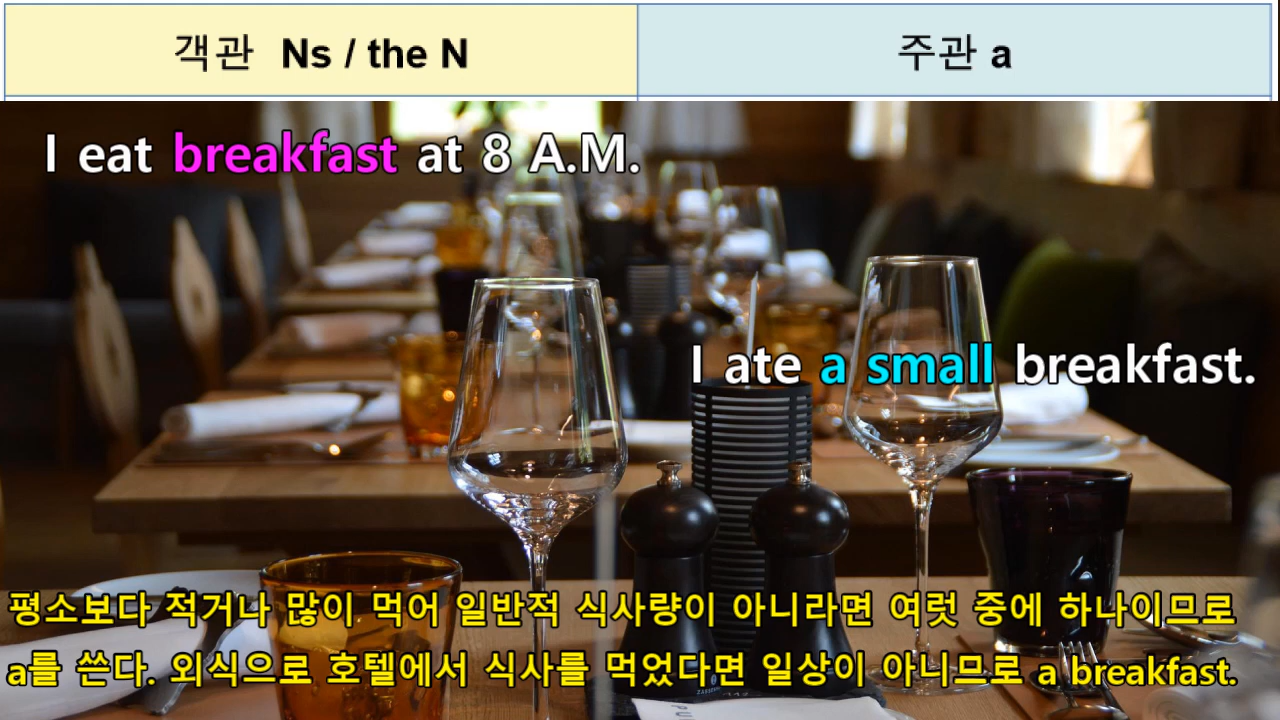 객관 Ns / the N
주관 a
I eat breakfast at 8 A.M.
I ate a small breakfast.
평소보다 적거나 많이 먹어 일반적 식사량이 아니라면 여럿 중에 하나이므로
a를 쓴다. 외식으로 호텔에서 식사를 먹었다면 일상이 아니므로 a breakfast.